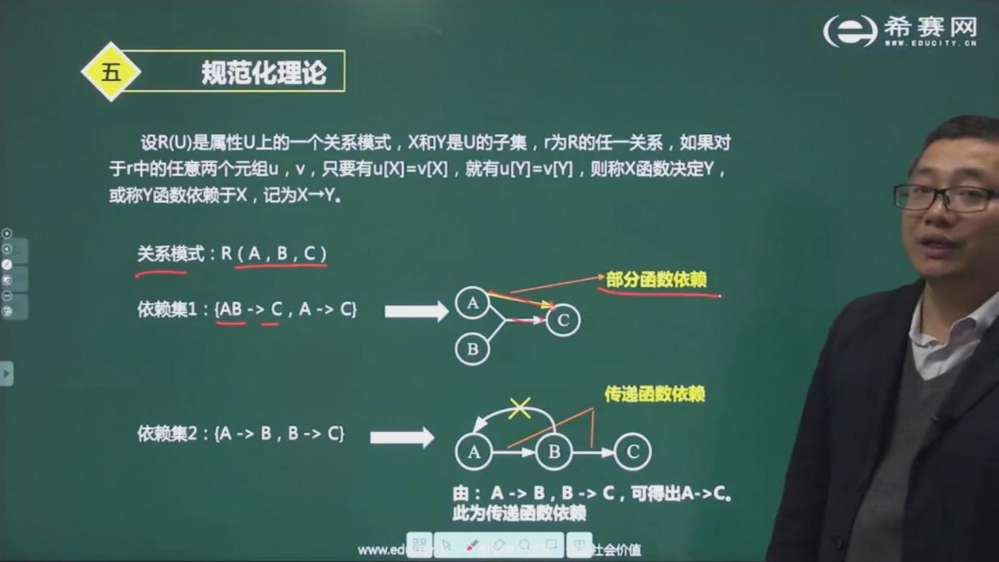 希赛网
WWW.EDUCITY.CN
五
规范化理论
设R(U)是属性U上的一个关系模式，X和Y是U的子集，r为R的任一关系，如果对
于r中的任意两个元组u，v，只要有u[X]=v[X]，就有u[Y]=v[Y]，则称X函数决定Y，
或称Y函数依赖于X，记为X→Y。
关系模式：R（A，B，C）
部分函数依赖
依赖集1：{AB -> C，A -> C}
A
C
B
传递函数依赖
依赖集2：{A -> B，B -> C}
A
B
C
由： A -> B，B -> C，可得出A->C。
此为传递函数依赖
社会价值